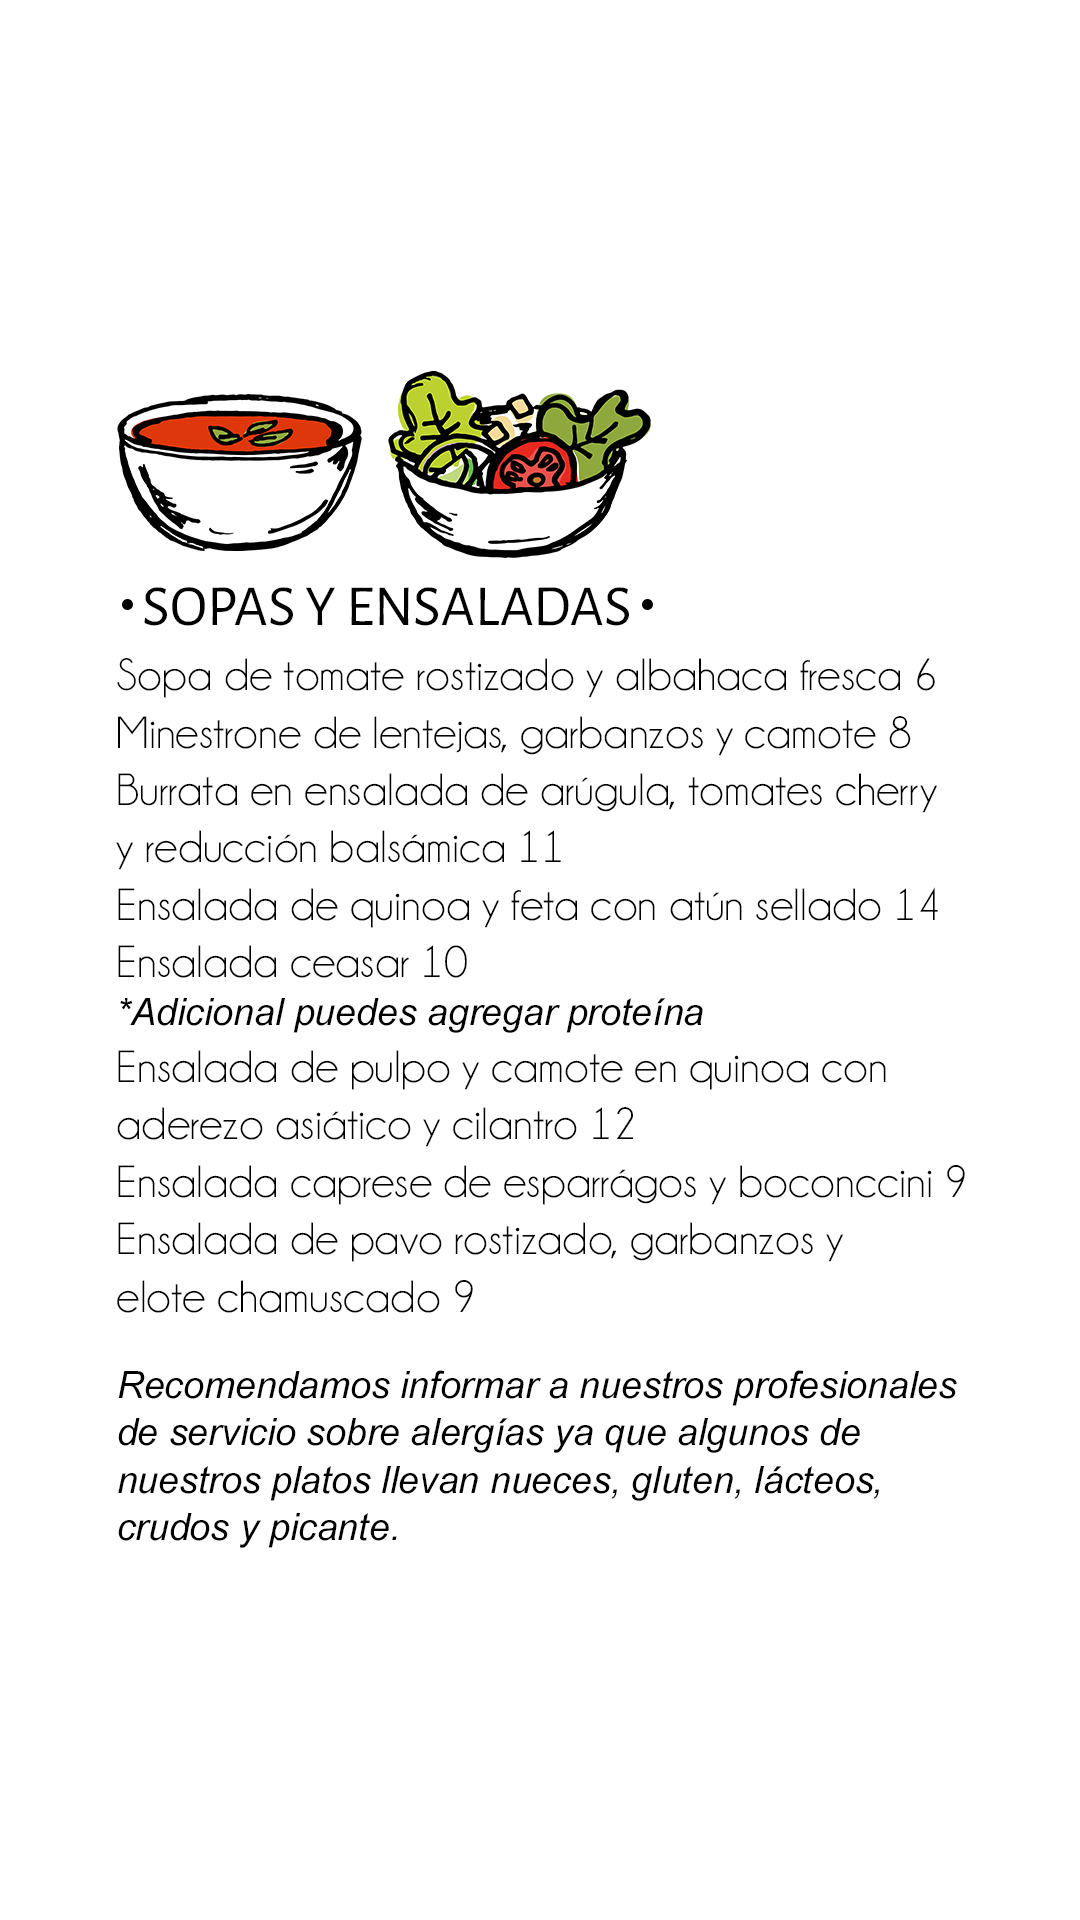 •SOPAS Y ENSALADAS•
Sopa de tomate rostizado y albahaca fresca 6
Minestrone de lentejas, garbanzos y camote 8
Burrata en ensalada de arúgula, tomates cherry
y reducción balsámica 11
Ensalada de quinoa y feta con atún sellado 14
Ensalada ceasar 10
*Adicional puedes agregar proteína
Ensalada de pulpo y camote en quinoa con
aderezo asiático y cilantro 12
Ensalada caprese de esparrágos y boconccini 9
Ensalada de pavo rostizado, garbanzos y
elote chamuscado 9
Recomendamos informar a nuestros profesionales
de servicio sobre alergías ya que algunos de
nuestros platos llevan nueces, gluten, lácteos,
crudos y picante.